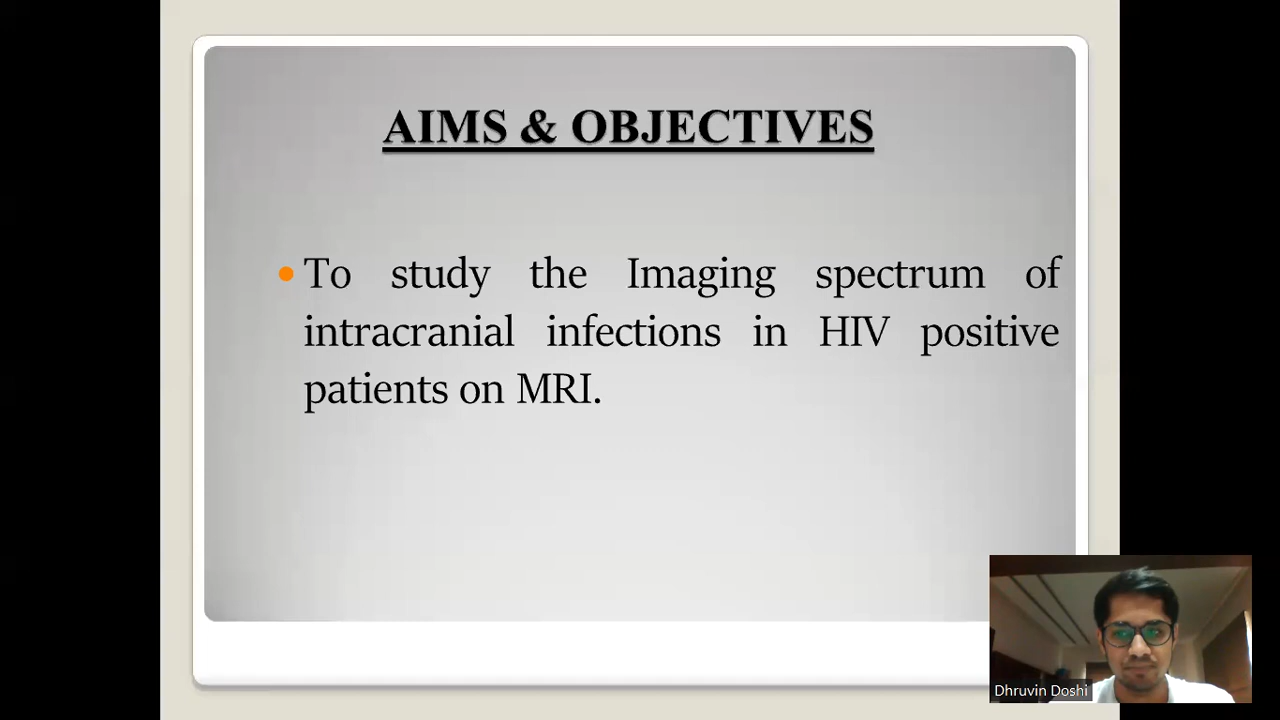 AIMS & OBJECTIVES
To study the Imaging spectrum of
intracranial infections in HIV positive
patients on MRI.
Dhruvin Doshi